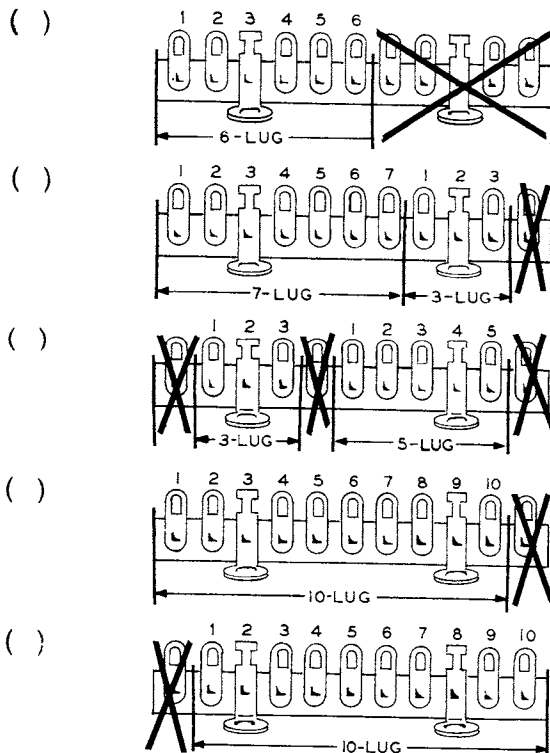 ( ) 1 2 3 4 5 6
6-LUG
( ) 1 2 3 4 5 6 7 1 2 3
7-LUG 3-LUG
( ) 1 2 3 1 2 3 4 5
3-LUG 5-LUG
( ) 1 2 3 4 5 6 7 8 9 10
10-LUG
( ) 1 2 3 4 5 6 7 8 9 10
10-LUG